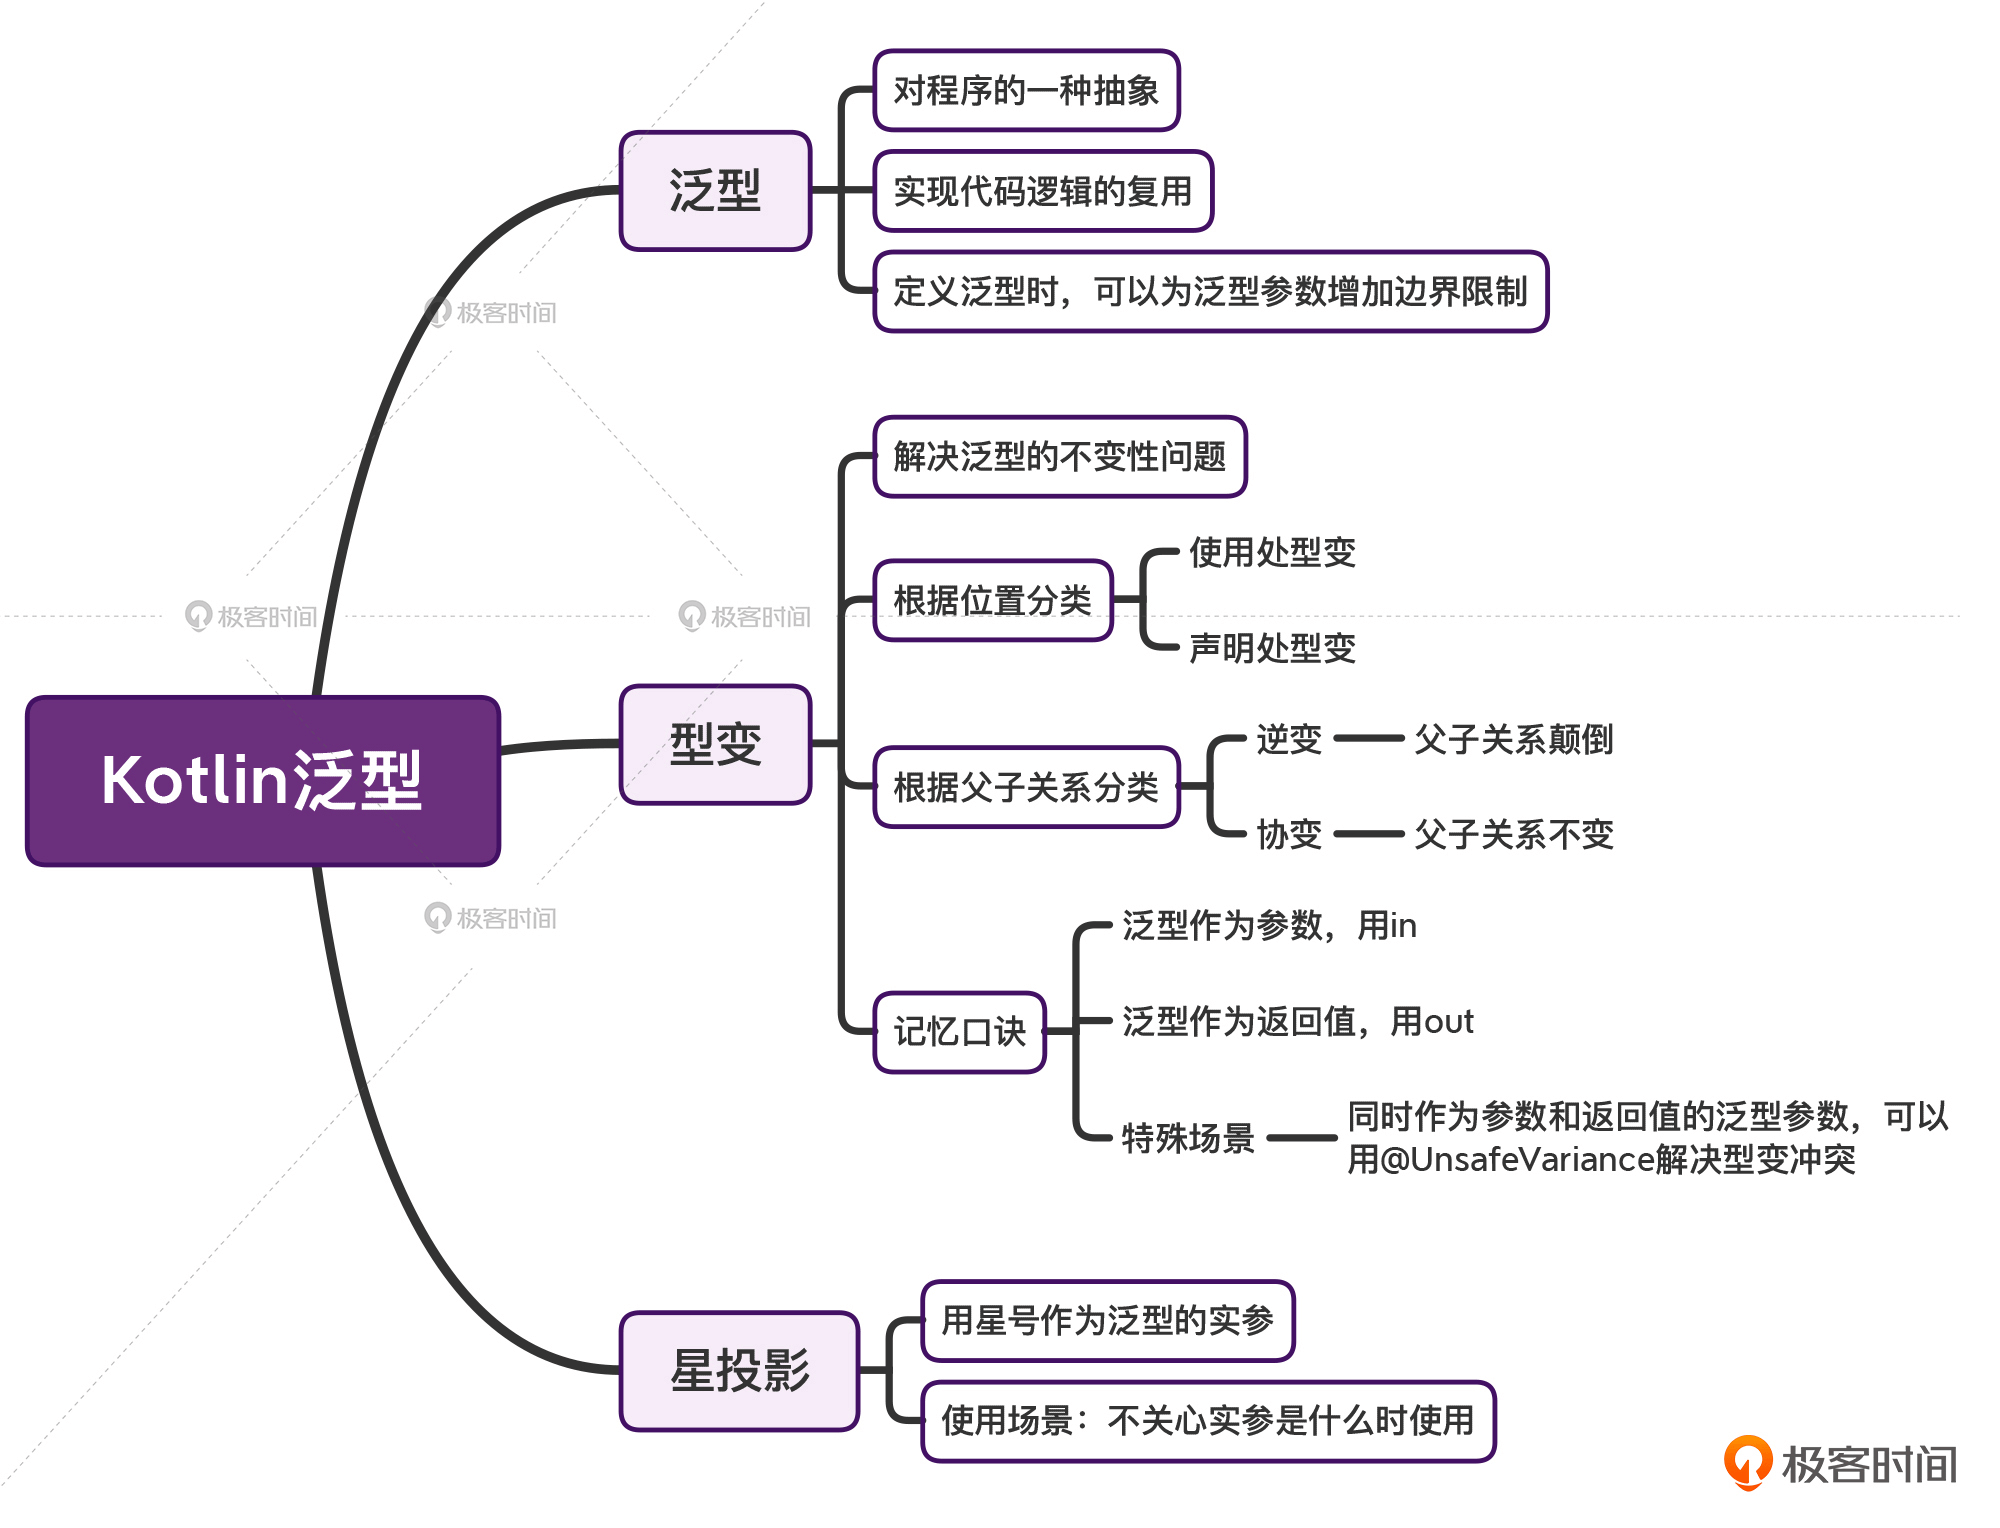 Kotlin泛型
泛型
对程序的一种抽象
实现代码逻辑的复用
定义泛型时，可以为泛型参数增加边界限制
型变
解决泛型的不变性问题
根据位置分类
使用处型变
声明处型变
根据父子关系分类
逆变
父子关系颠倒
协变
父子关系不变
记忆口诀
泛型作为参数，用in
泛型作为返回值，用out
特殊场景
同时作为参数和返回值的泛型参数，可以
用@UnsafeVariance解决型变冲突
星投影
用星号作为泛型的实参
使用场景：不关心实参是什么时使用
极客时间
极客时间
极客时间
极客时间
极客时间